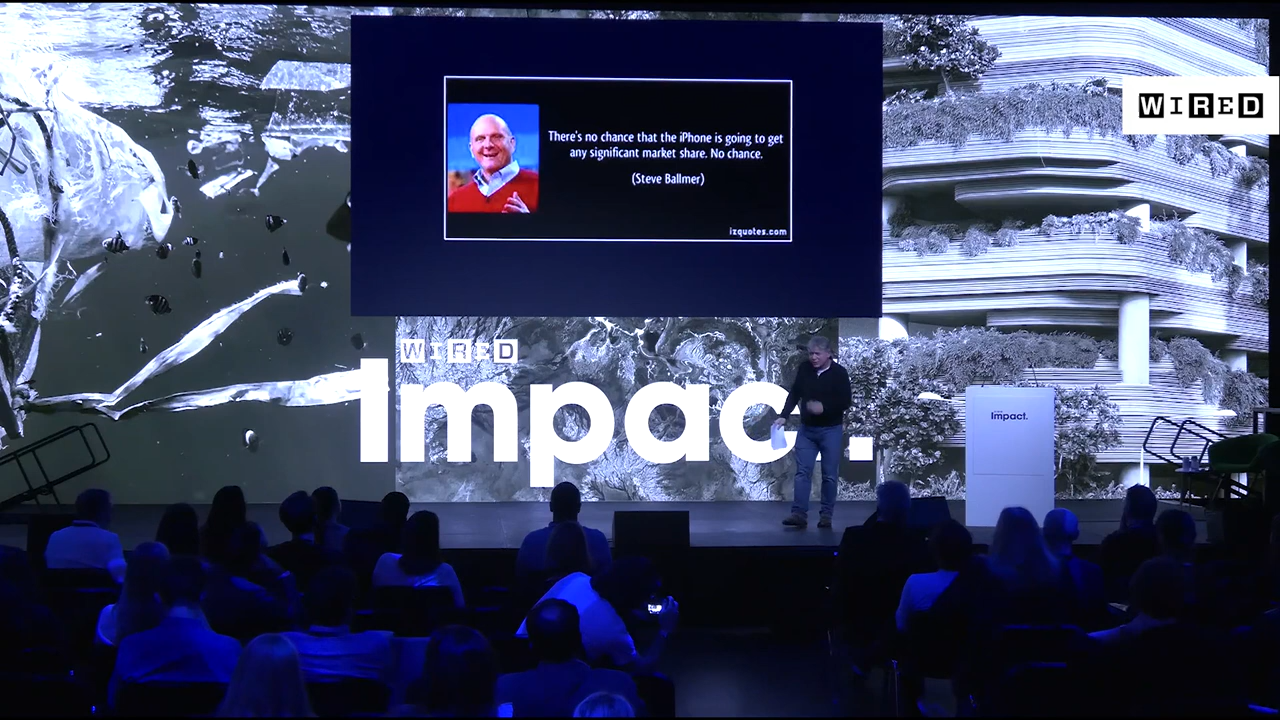 There's no chance that the iPhone is going to get
any significant market share. No chance.
(Steve Ballmer)
izquotes.com
WIRED
WIRED
Impac .
Impact.